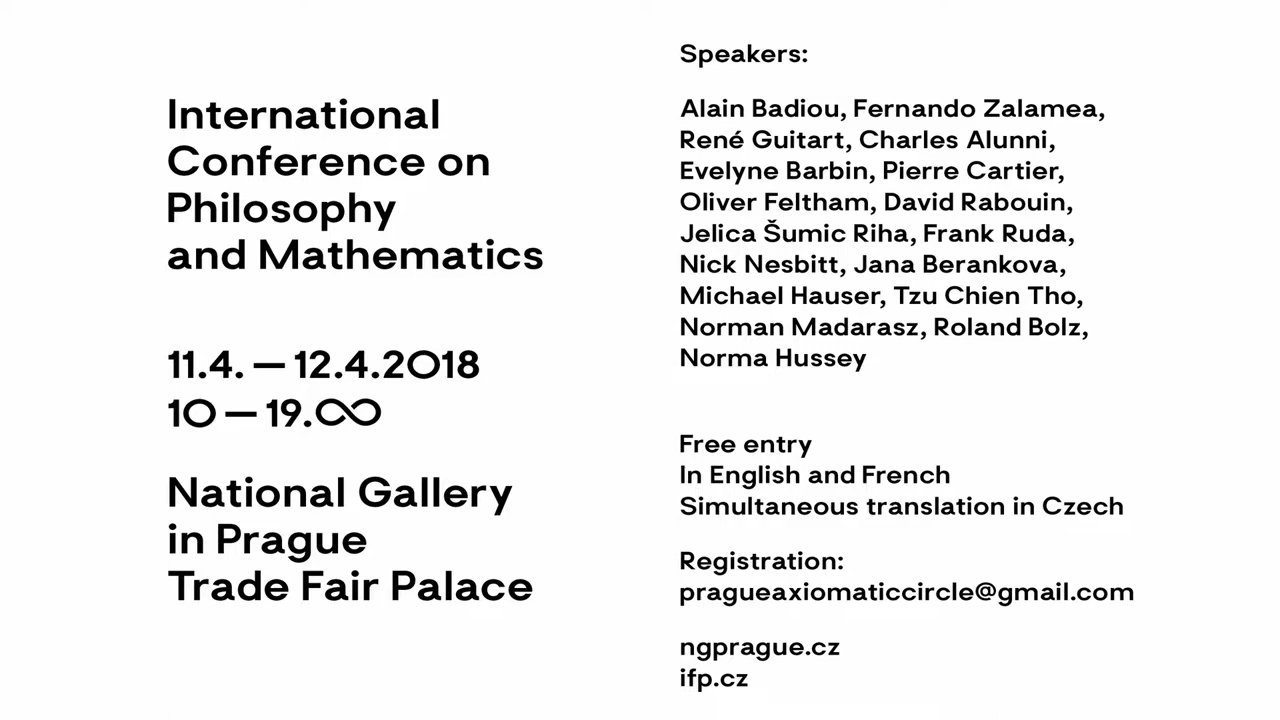 International
Conference on
Philosophy
and Mathematics
11.4. — 12.4.2018
10 — 19.∞
National Gallery
in Prague
Trade Fair Palace
Speakers:
Alain Badiou, Fernando Zalamea,
René Guitart, Charles Alunni,
Evelyne Barbin, Pierre Cartier,
Oliver Feltham, David Rabouin,
Jelica Šumic Riha, Frank Ruda,
Nick Nesbitt, Jana Berankova,
Michael Hauser, Tzu Chien Tho,
Norman Madarasz, Roland Bolz,
Norma Hussey
Free entry
In English and French
Simultaneous translation in Czech
Registration:
pragueaxiomaticcircle@gmail.com
ngprague.cz
ifp.cz